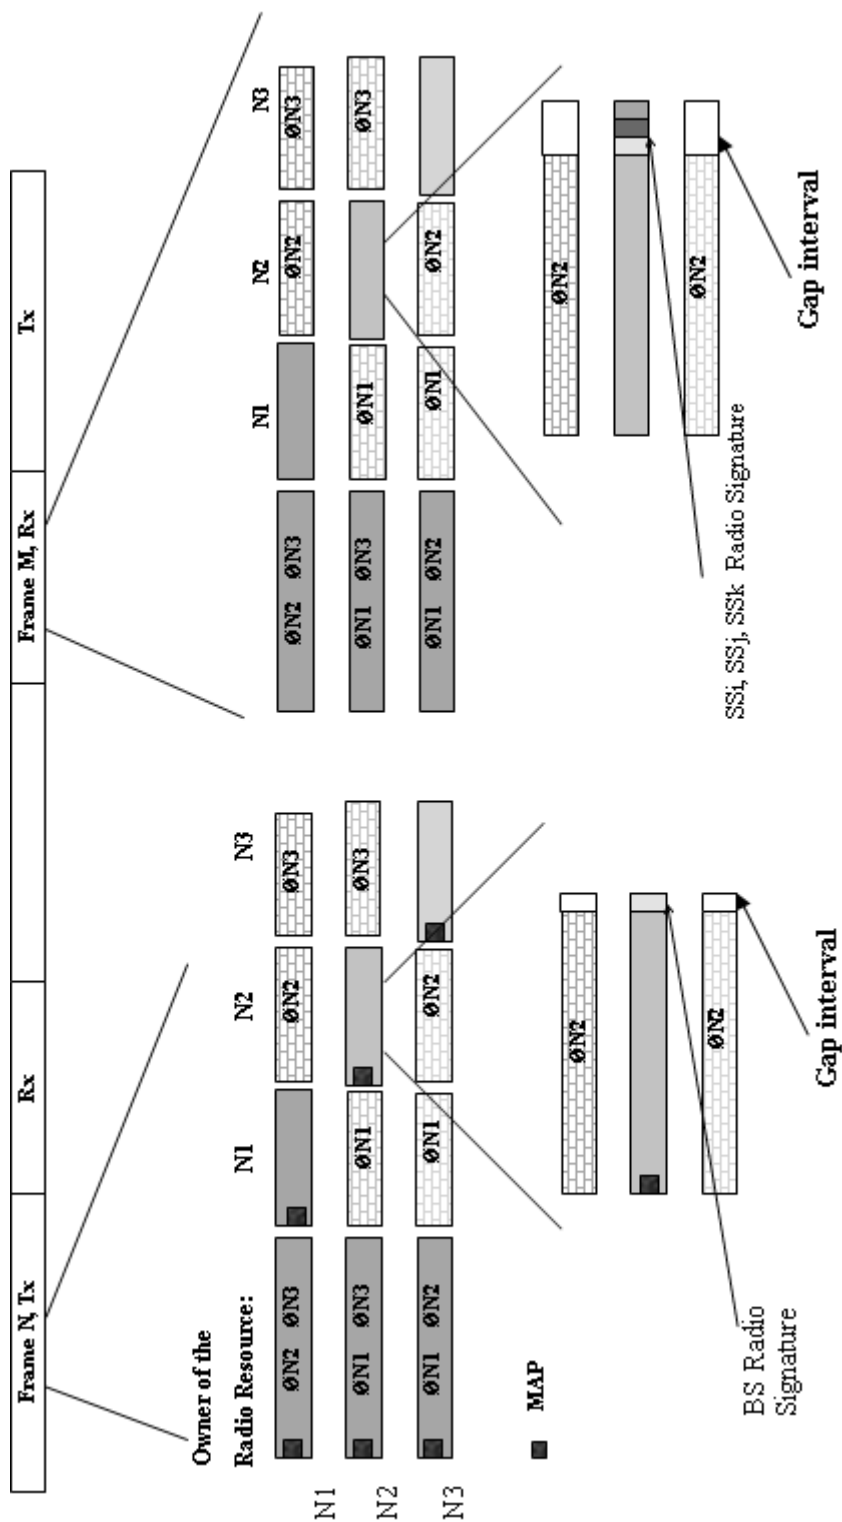 Frame N, Tx
Rx
Frame M, Rx
Tx
Owner of the
Radio Resource:
N1
N2
N3
N1
N2
N3
N1
ØN2 ØN3
ØN2
ØN3
ØN2 ØN3
ØN2
ØN3
N2
ØN1 ØN3
ØN1
ØN3
ØN1 ØN3
ØN1
ØN3
N3
ØN1 ØN2
ØN1
ØN2
ØN1 ØN2
ØN1
ØN2
MAP
ØN2
ØN2
ØN2
ØN2
BS Radio
Signature
Gap interval
SSi, SSj, SSk Radio Signature
Gap interval